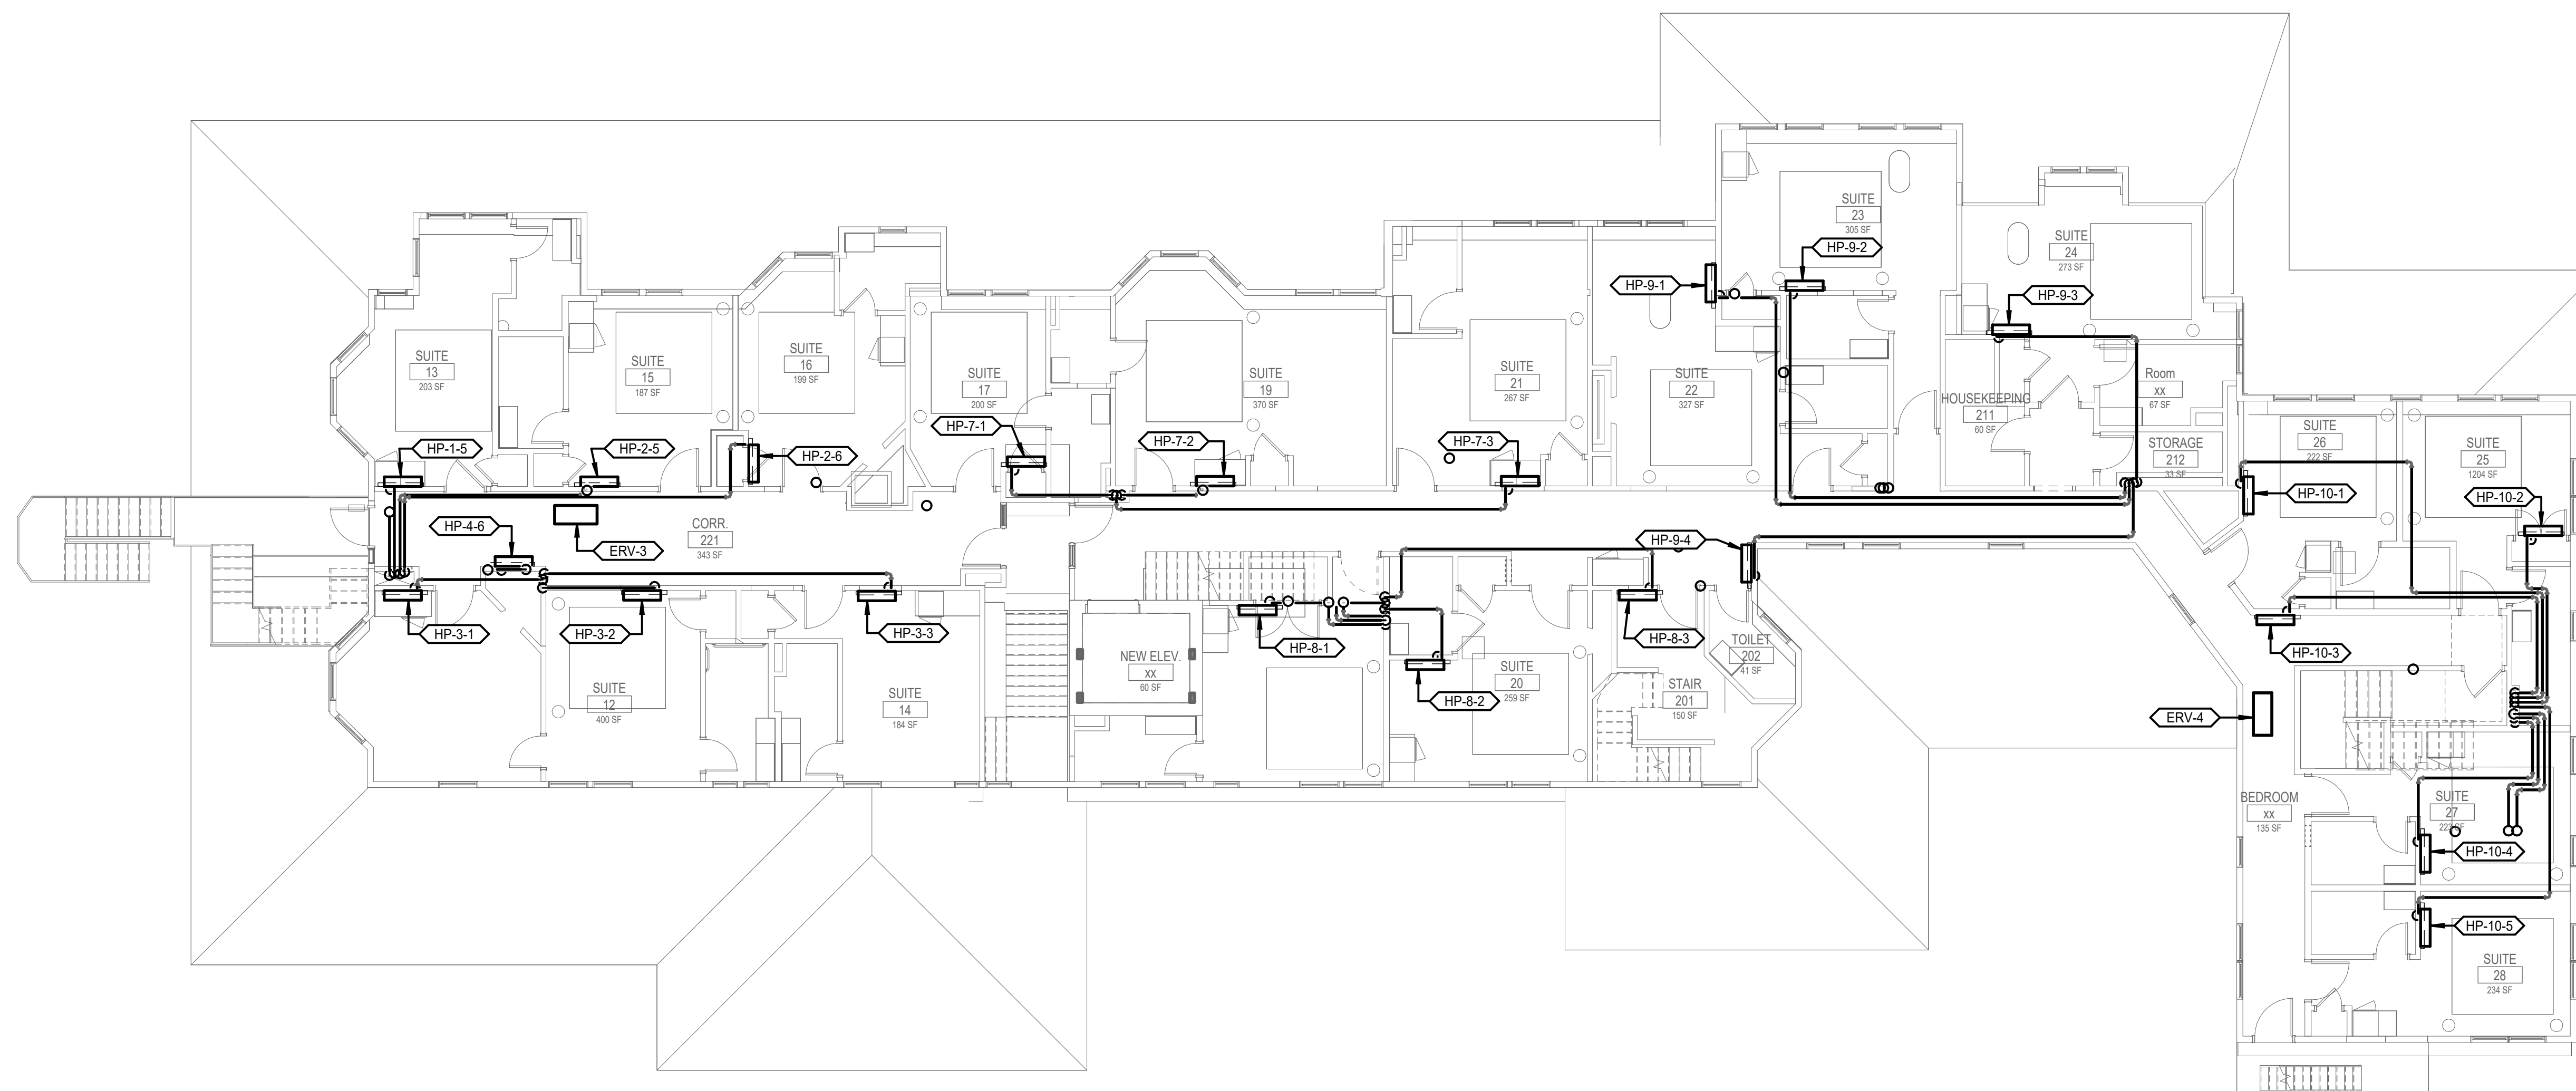 SUITE
23
305 SF
HP-9-2
SUITE
24
273 SF
HP-9-1
HP-9-3
SUITE
13
203 SF
SUITE
15
187 SF
SUITE
16
199 SF
SUITE
17
200 SF
SUITE
19
370 SF
SUITE
21
267 SF
SUITE
22
327 SF
HOUSEKEEPING
211
60 SF
Room
xx
67 SF
STORAGE
212
33 SF
SUITE
26
222 SF
SUITE
25
1204 SF
HP-1-5
HP-2-5
HP-2-6
HP-7-1
HP-7-2
HP-7-3
HP-10-1
HP-10-2
HP-4-6
ERV-3
CORR.
221
343 SF
HP-9-4
HP-3-1
HP-3-2
HP-3-3
HP-8-1
HP-8-3
HP-10-3
TOILET
202
41 SF
NEW ELEV.
xx
60 SF
SUITE
12
400 SF
SUITE
14
184 SF
HP-8-2
SUITE
20
259 SF
STAIR
201
150 SF
ERV-4
BEDROOM
xx
135 SF
SUITE
27
223 SF
HP-10-4
HP-10-5
SUITE
28
234 SF